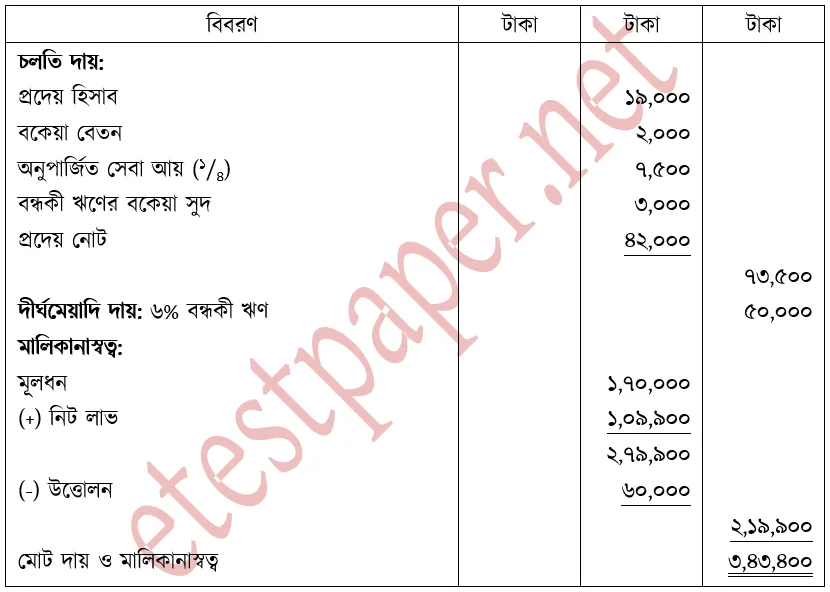 বিবরণ টাকা টাকা টাকা
চলতি দায়:
প্রদেয় হিসাব ১৯,০০০
বকেয়া বেতন ২,০০০
অনুপার্জিত সেবা আয় (১/৪) ৭,৫০০
বন্ধকী ঋণের বকেয়া সুদ ৩,০০০
প্রদেয় নোট ৪২,০০০
৭৩,৫০০
দীর্ঘমেয়াদি দায়: ৬% বন্ধকী ঋণ ৫০,০০০
মালিকানাস্বত্ব:
মূলধন ১,৭০,০০০
(+) নিট লাভ ১,০৯,৯০০
২,৭৯,৯০০
(-) উত্তোলন ৬০,০০০
২,১৯,৯০০
মোট দায় ও মালিকানাস্বত্ব ৩,৪৩,৪০০
etestpaper.net